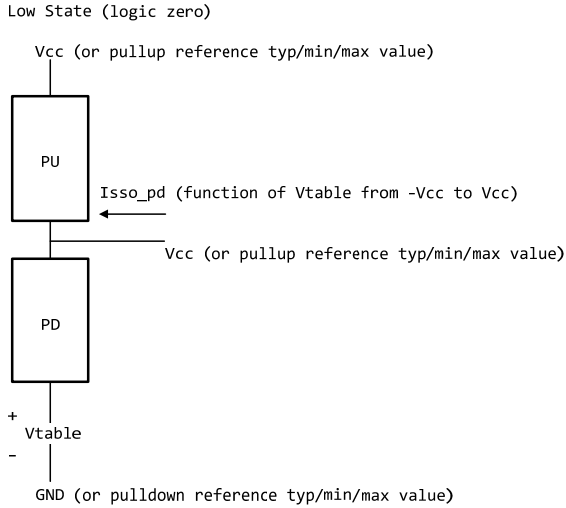 Low State (logic zero)
Vcc (or pullup reference typ/min/max value)
PU
Isso_pd (function of Vtable from -Vcc to Vcc)
Vcc (or pullup reference typ/min/max value)
PD
+
Vtable
-
GND (or pulldown reference typ/min/max value)